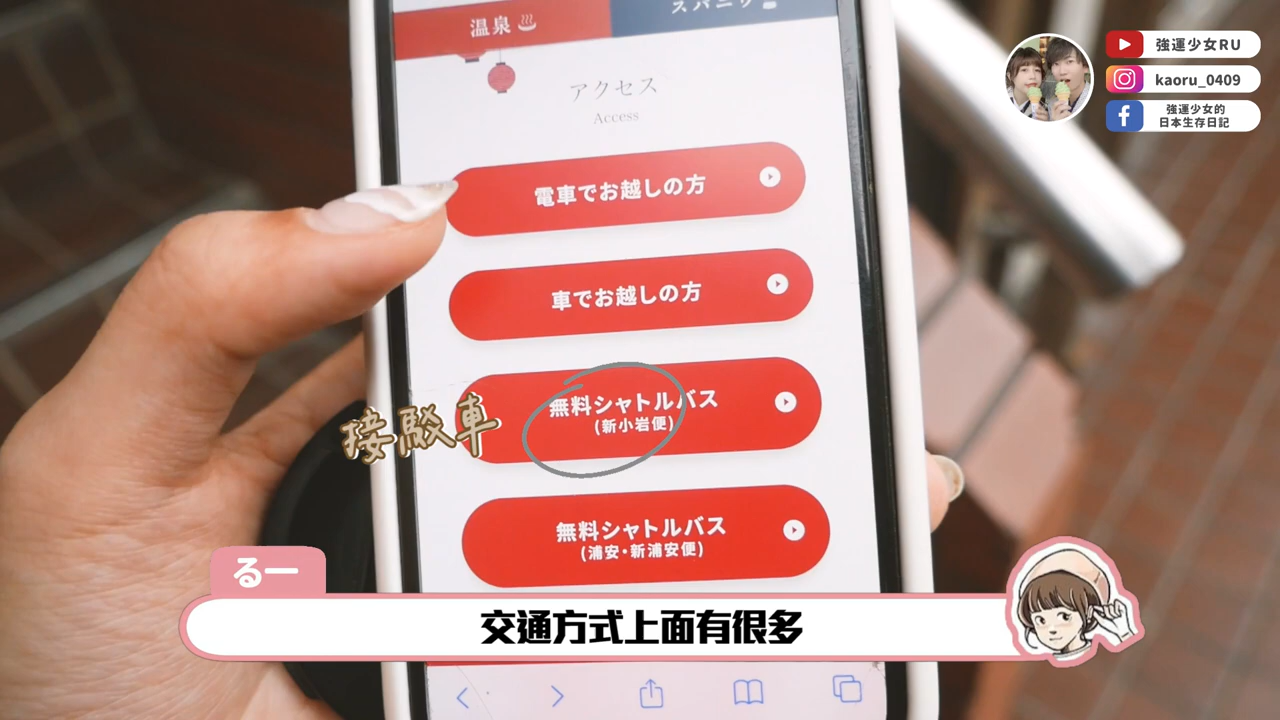 温泉
アクセス
Access
電車でお越しの方
車でお越しの方
無料シャトルバス
(新小岩便)
接駁車
無料シャトルバス
(浦安・新浦安便)
強運少女RU
kaoru_0409
強運少女的
日本生存日記
るー
交通方式上面有很多